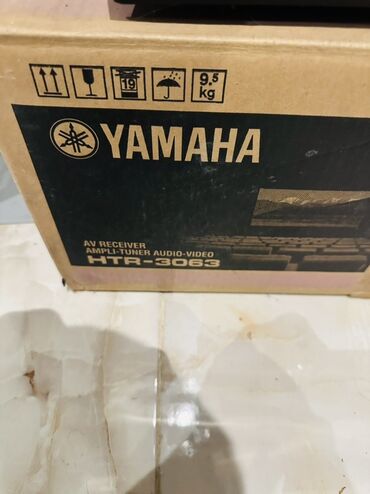 19
9.5
kg
YAMAHA
AV RECEIVER
AMPLI-TUNER AUDIO-VIDEO
HTR-3063